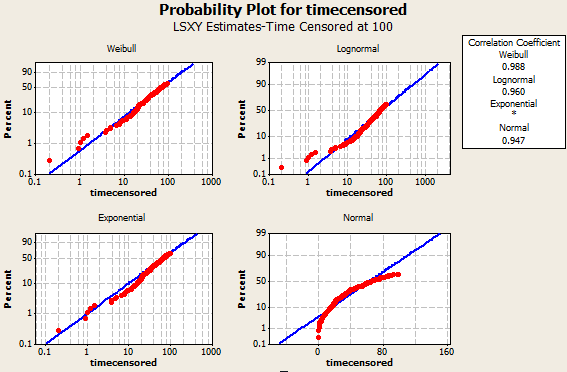 Probability Plot for timecensored
LSXY Estimates-Time Censored at 100
Weibull
Percent
90
50
10
1
0.1
0.1 1 10 100 1000
timecensored
Lognormal
Percent
99
90
50
10
1
0.1
0.1 1 10 100 1000
timecensored
Correlation Coefficient
Weibull
0.988
Lognormal
0.960
Exponential
*
Normal
0.947
Exponential
Percent
90
50
10
1
0.1
0.1 1 10 100 1000
timecensored
Normal
Percent
99
90
50
10
1
0.1
0 80 160
timecensored